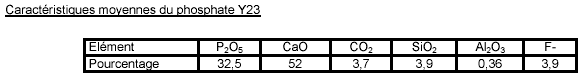 Caractéristiques moyennes du phosphate Y23
Elément P₂O₅ CaO CO₂ SiO₂ Al₂O₃ F-
Pourcentage 32,5 52 3,7 3,9 0,36 3,9